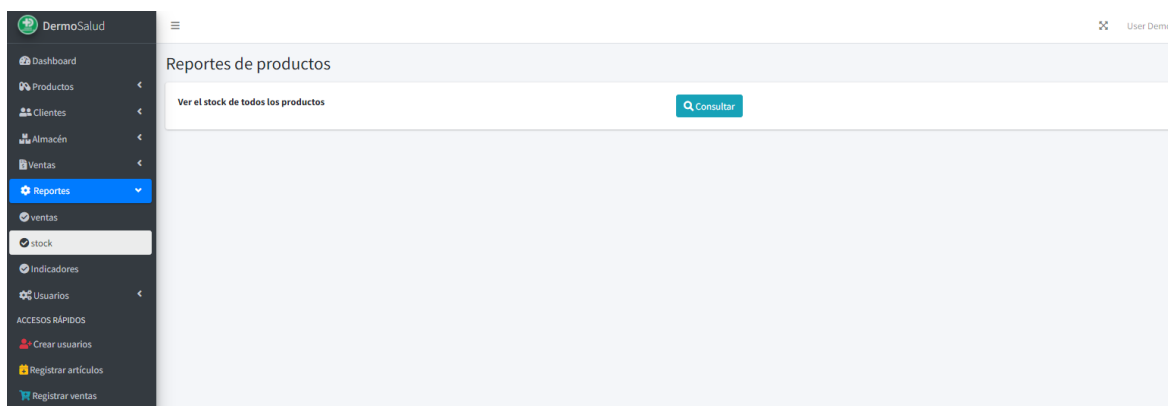 DermoSalud
User Demo
Dashboard
Productos
Clientes
Almacén
Ventas
Reportes
ventas
stock
Indicadores
Usuarios
ACCESOS RÁPIDOS
Crear usuarios
Registrar artículos
Registrar ventas
Reportes de productos
Ver el stock de todos los productos
Consultar